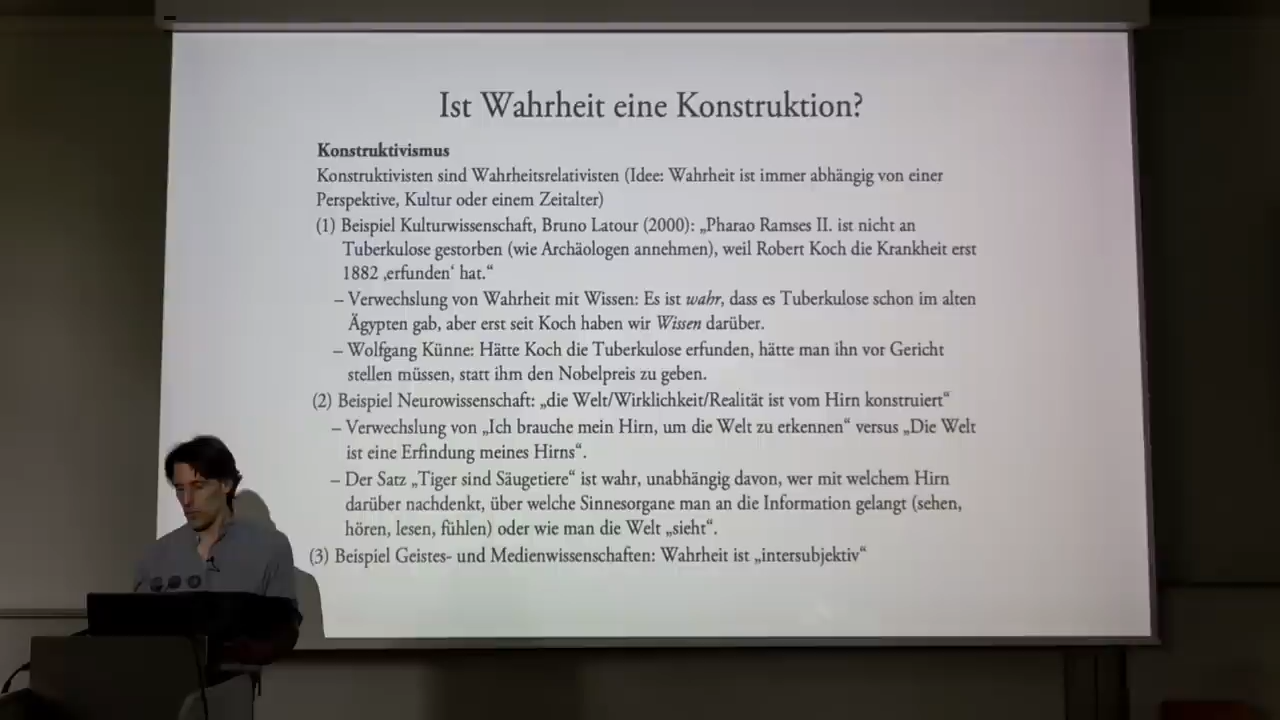 Ist Wahrheit eine Konstruktion?
Konstruktivismus
Konstruktivisten sind Wahrheitsrelativisten (Idee: Wahrheit ist immer abhängig von einer
Perspektive, Kultur oder einem Zeitalter)
(1) Beispiel Kulturwissenschaft, Bruno Latour (2000): „Pharao Ramses II. ist nicht an
Tuberkulose gestorben (wie Archäologen annehmen), weil Robert Koch die Krankheit erst
1882 ‚erfunden‘ hat.“
– Verwechslung von Wahrheit mit Wissen: Es ist wahr, dass es Tuberkulose schon im alten
Ägypten gab, aber erst seit Koch haben wir Wissen darüber.
– Wolfgang Künne: Hätte Koch die Tuberkulose erfunden, hätte man ihn vor Gericht
stellen müssen, statt ihm den Nobelpreis zu geben.
(2) Beispiel Neurowissenschaft: „die Welt/Wirklichkeit/Realität ist vom Hirn konstruiert“
– Verwechslung von „Ich brauche mein Hirn, um die Welt zu erkennen“ versus „Die Welt
ist eine Erfindung meines Hirns“.
– Der Satz „Tiger sind Säugetiere“ ist wahr, unabhängig davon, wer mit welchem Hirn
darüber nachdenkt, über welche Sinnesorgane man an die Information gelangt (sehen,
hören, lesen, fühlen) oder wie man die Welt „sieht“.
(3) Beispiel Geistes- und Medienwissenschaften: Wahrheit ist „intersubjektiv“